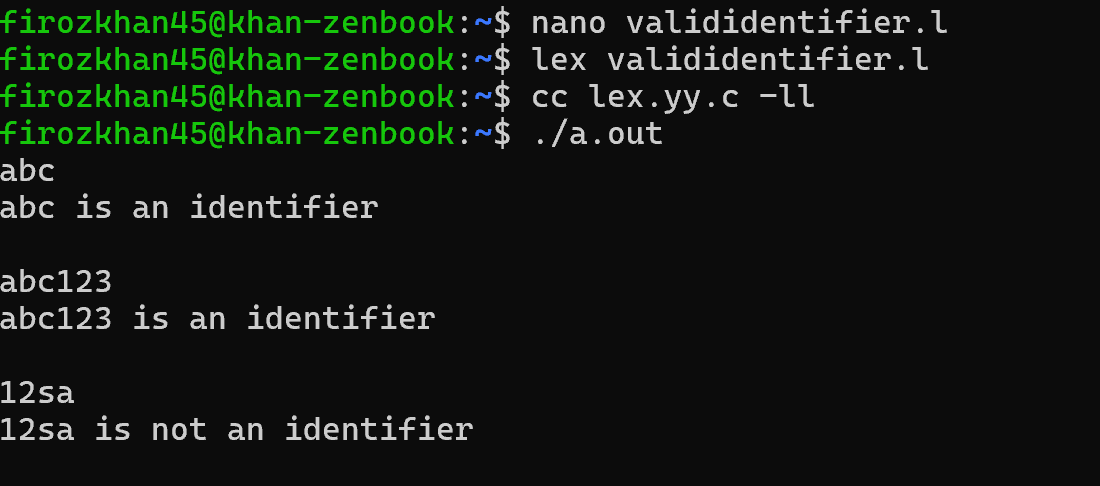 firozkhan45@khan-zenbook:~$ nano valididentifier.l
firozkhan45@khan-zenbook:~$ lex valididentifier.l
firozkhan45@khan-zenbook:~$ cc lex.yy.c -ll
firozkhan45@khan-zenbook:~$ ./a.out
abc
abc is an identifier
abc123
abc123 is an identifier
12sa
12sa is not an identifier